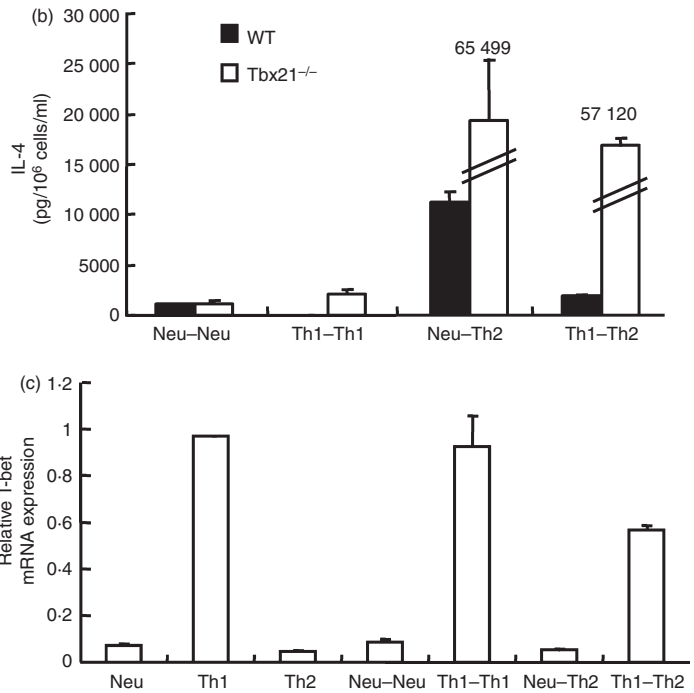 (b)
30 000
25 000
20 000
15 000
10 000
5000
0
IL-4
(pg/10⁶ cells/ml)
WT
Tbx21⁻/⁻
65 499
57 120
Neu–Neu
Th1–Th1
Neu–Th2
Th1–Th2
(c)
1·2
1
0·8
0·6
0·4
0·2
0
Relative T-bet
mRNA expression
Neu
Th1
Th2
Neu–Neu
Th1–Th1
Neu–Th2
Th1–Th2